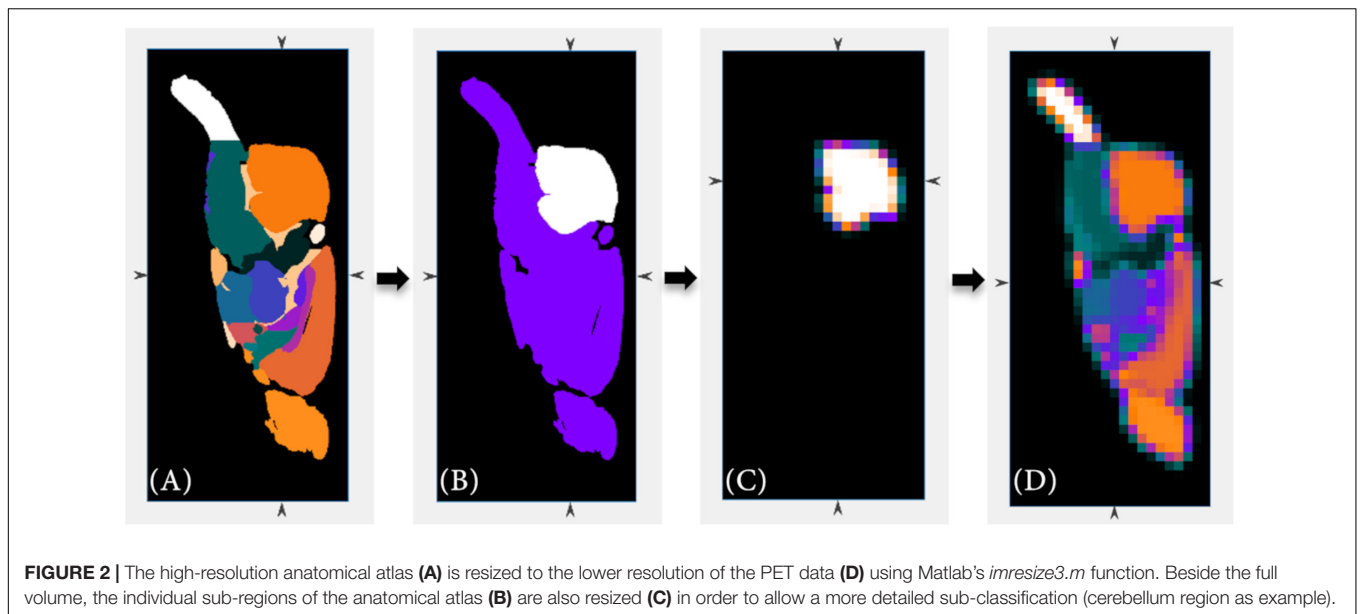 (A)
(B)
(C)
(D)
FIGURE 2 | The high-resolution anatomical atlas (A) is resized to the lower resolution of the PET data (D) using Matlab's imresize3.m function. Beside the full
volume, the individual sub-regions of the anatomical atlas (B) are also resized (C) in order to allow a more detailed sub-classification (cerebellum region as example).